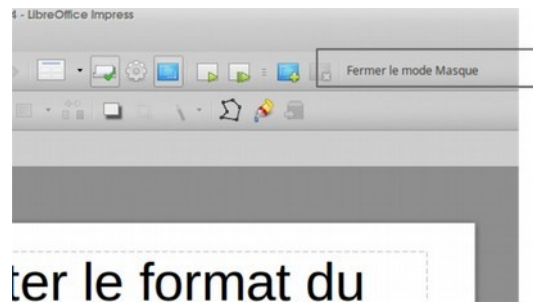 4 - LibreOffice Impress
Fermer le mode Masque
ter le format du